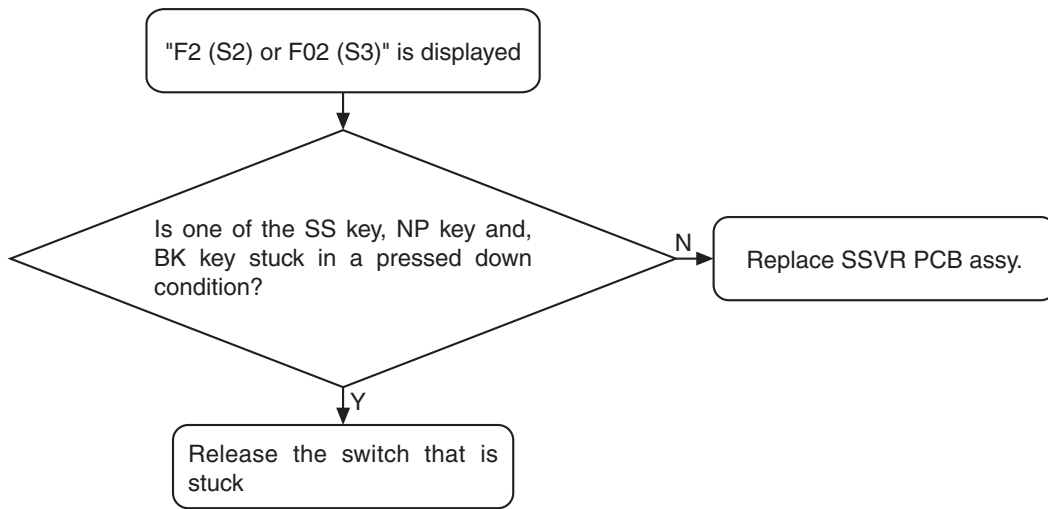 "F2 (S2) or F02 (S3)" is displayed
Is one of the SS key, NP key and,
BK key stuck in a pressed down
condition?
N
Replace SSVR PCB assy.
Y
Release the switch that is
stuck